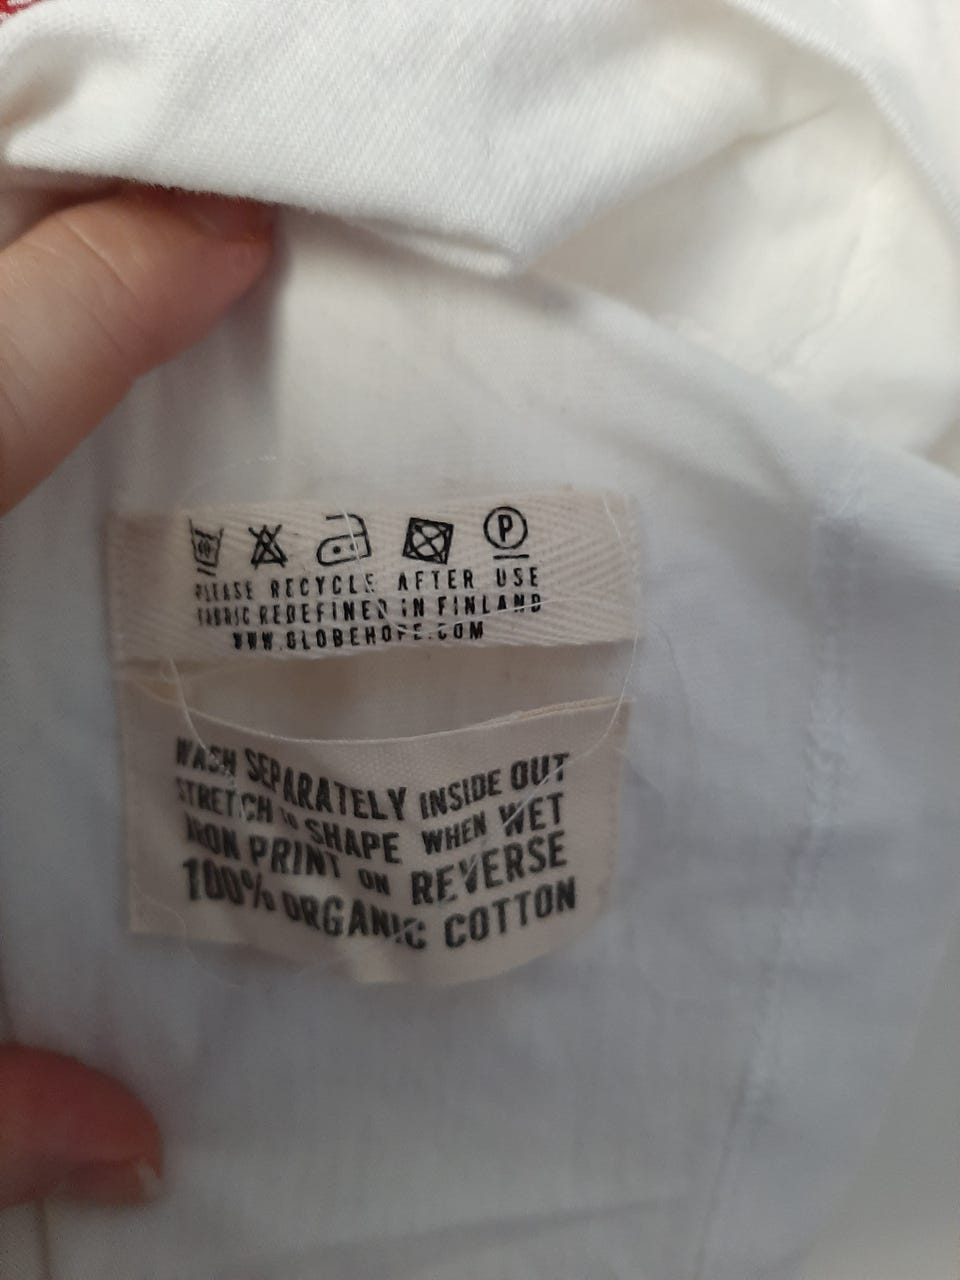 P
PLEASE RECYCLE AFTER USE
FABRIC REDEFINED IN FINLAND
WWW.GLOBEHOPE.COM
WASH SEPARATELY INSIDE OUT
STRETCH TO SHAPE WHEN WET
IRON PRINT ON REVERSE
100% ORGANIC COTTON